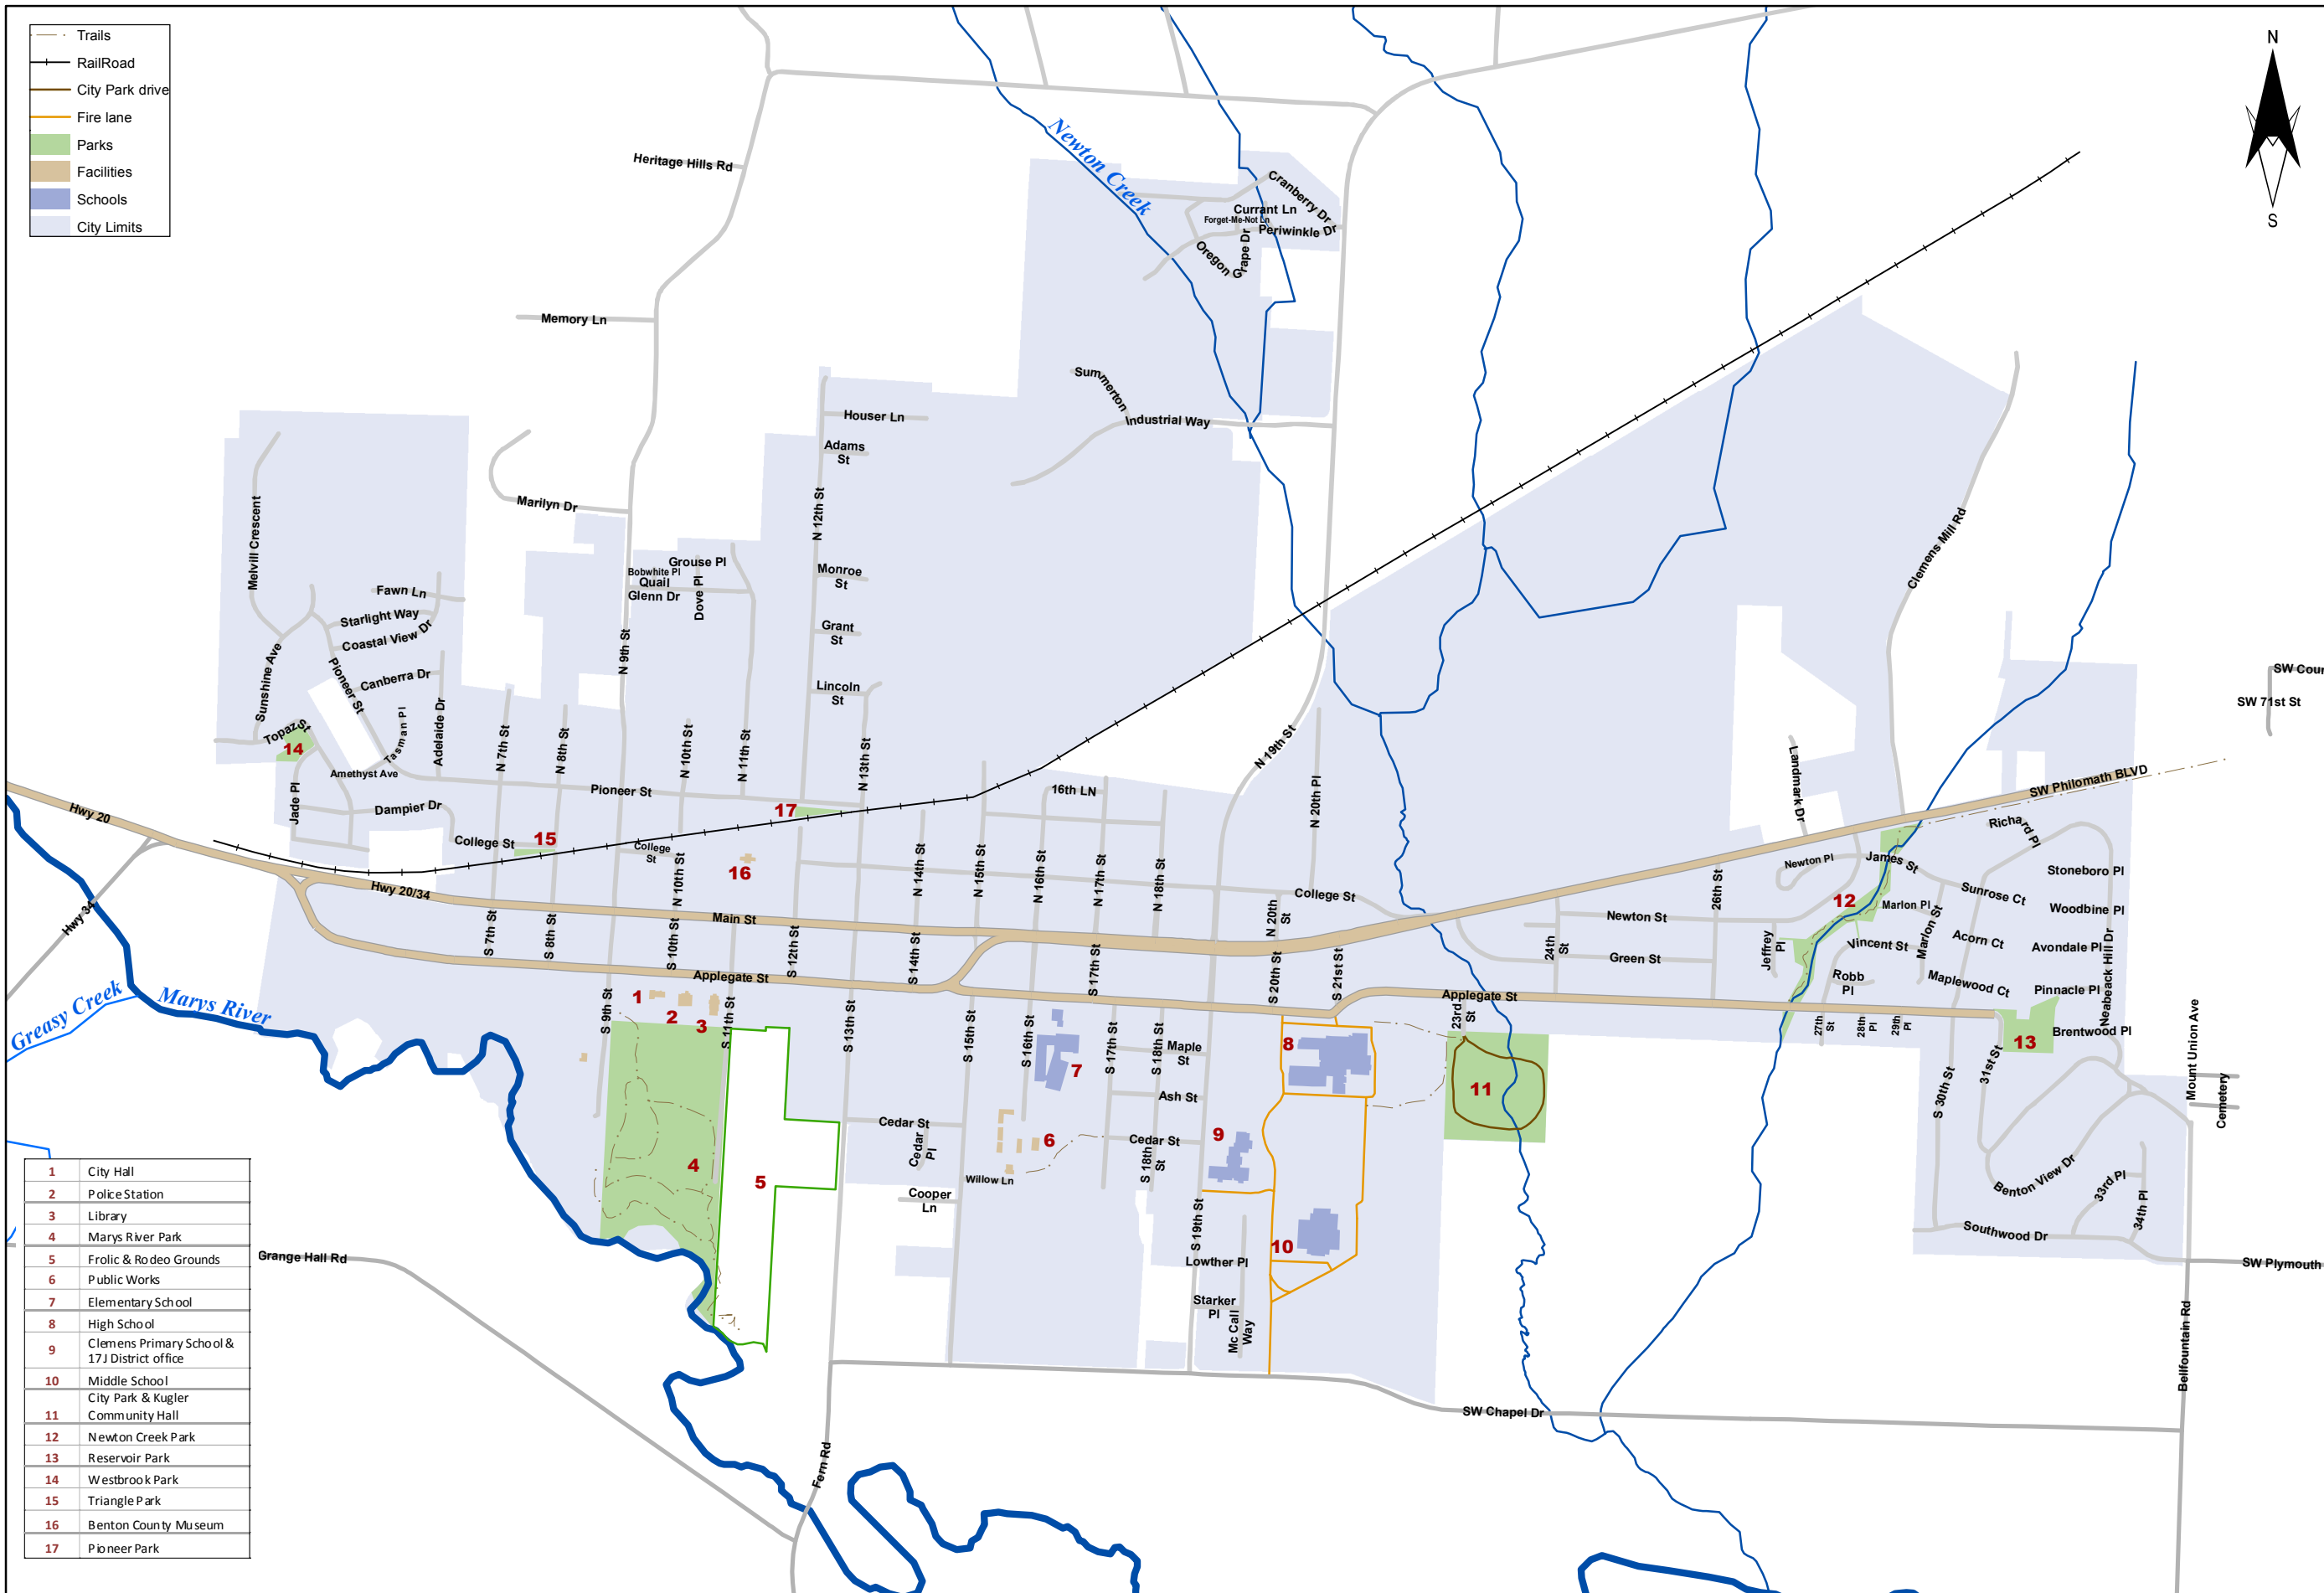 Trails
RailRoad
City Park drive
Fire lane
Parks
Facilities
Schools
City Limits
N
S
Newton Creek
Heritage Hills Rd
Cranberry Dr
Currant Ln
Forget-Me-Not Ln
Periwinkle Dr
Oregon Grape Dr
Memory Ln
Summerton
Industrial Way
Houser Ln
Adams
St
N 12th St
Marilyn Dr
Melvill Crescent
Clemens Mill Rd
Grouse Pl
Bobwhite Pl
Quail
Glenn Dr
Dove Pl
Monroe
St
Fawn Ln
Starlight Way
Coastal View Dr
Grant
St
N 9th St
Sunshine Ave
Pioneer St
Canberra Dr
Lincoln
St
SW Cour
SW 71st St
Topaz St
14
Tasman Pl
Adelaide Dr
N 7th St
N 8th St
N 10th St
N 11th St
N 13th St
N 19th St
N 20th Pl
Landmark Dr
Amethyst Ave
Pioneer St
16th LN
SW Philomath BLVD
Hwy 20
Jade Pl
Dampier Dr
17
College St
15
College
St
16
N 10th St
N 14th St
N 15th St
N 16th St
N 17th St
N 18th St
College St
N 20th
St
26th St
Newton Pl
James St
Richard Pl
Stoneboro Pl
Sunrose Ct
Woodbine Pl
Hwy 34
Hwy 20/34
Main St
12
Marlon Pl
Marlon St
Newton St
Vincent St
Acorn Ct
Avondale Pl
Neabeack Hill Dr
S 7th St
S 8th St
S 10th St
S 12th St
S 14th St
S 17th St
S 20th St
S 21st St
24th
St
Green St
Jeffrey
Pl
Robb
Pl
Maplewood Ct
Pinnacle Pl
Applegate St
Applegate St
Greasy Creek
Marys River
1
2
3
S 9th St
S 11th St
S 13th St
S 15th St
S 16th St
S 17th St
S 18th St
23rd
St
27th
St
28th
Pl
29th
Pl
Brentwood Pl
13
Mount Union Ave
Maple
St
7
8
11
31st St
S 30th St
Cemetery
Ash St
Cedar St
Cedar
Pl
6
Cedar St
S 18th
St
9
4
5
Willow Ln
Cooper
Ln
Benton View Dr
33rd Pl
34th Pl
Southwood Dr
S 19th St
10
Lowther Pl
Starker
Pl
Mc Call
Way
SW Plymouth
Grange Hall Rd
Bellfountain Rd
SW Chapel Dr
Fern Rd
1 City Hall
2 Police Station
3 Library
4 Marys River Park
5 Frolic & Rodeo Grounds
6 Public Works
7 Elementary School
8 High School
9 Clemens Primary School &
17J District office
10 Middle School
City Park & Kugler
11 Community Hall
12 Newton Creek Park
13 Reservoir Park
14 Westbrook Park
15 Triangle Park
16 Benton County Museum
17 Pioneer Park